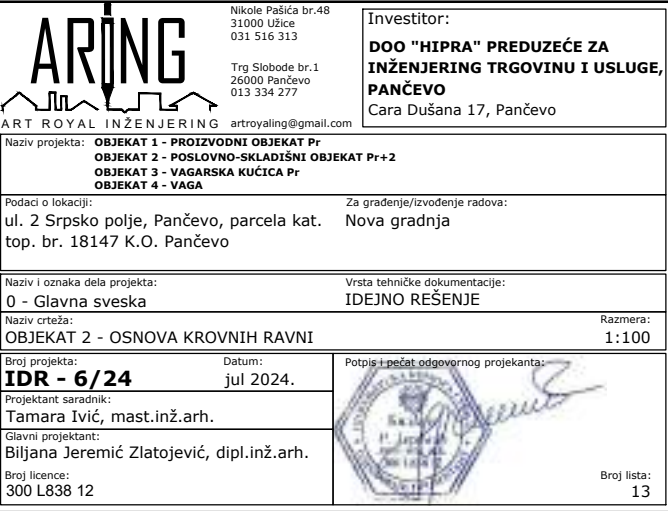 ARING
ART ROYAL INŽENJERING
Nikole Pašića br.48
31000 Užice
031 516 313
Trg Slobode br.1
26000 Pančevo
013 334 277
artroyaling@gmail.com
Investitor:
DOO "HIPRA" PREDUZEĆE ZA
INŽENJERING TRGOVINU I USLUGE,
PANČEVO
Cara Dušana 17, Pančevo
Naziv projekta: OBJEKAT 1 - PROIZVODNI OBJEKAT Pr
OBJEKAT 2 - POSLOVNO-SKLADIŠNI OBJEKAT Pr+2
OBJEKAT 3 - VAGARSKA KUĆICA Pr
OBJEKAT 4 - VAGA
Podaci o lokaciji:
ul. 2 Srpsko polje, Pančevo, parcela kat.
top. br. 18147 K.O. Pančevo
Za građenje/izvođenje radova:
Nova gradnja
Naziv i oznaka dela projekta:
0 - Glavna sveska
Vrsta tehničke dokumentacije:
IDEJNO REŠENJE
Naziv crteža:
OBJEKAT 2 - OSNOVA KROVNIH RAVNI
Razmera:
1:100
Broj projekta:
IDR - 6/24
Datum:
jul 2024.
Projektant saradnik:
Tamara Ivić, mast.inž.arh.
Glavni projektant:
Biljana Jeremić Zlatojević, dipl.inž.arh.
Broj licence:
300 L838 12
Potpis i pečat odgovornog projekanta:
Broj lista:
13